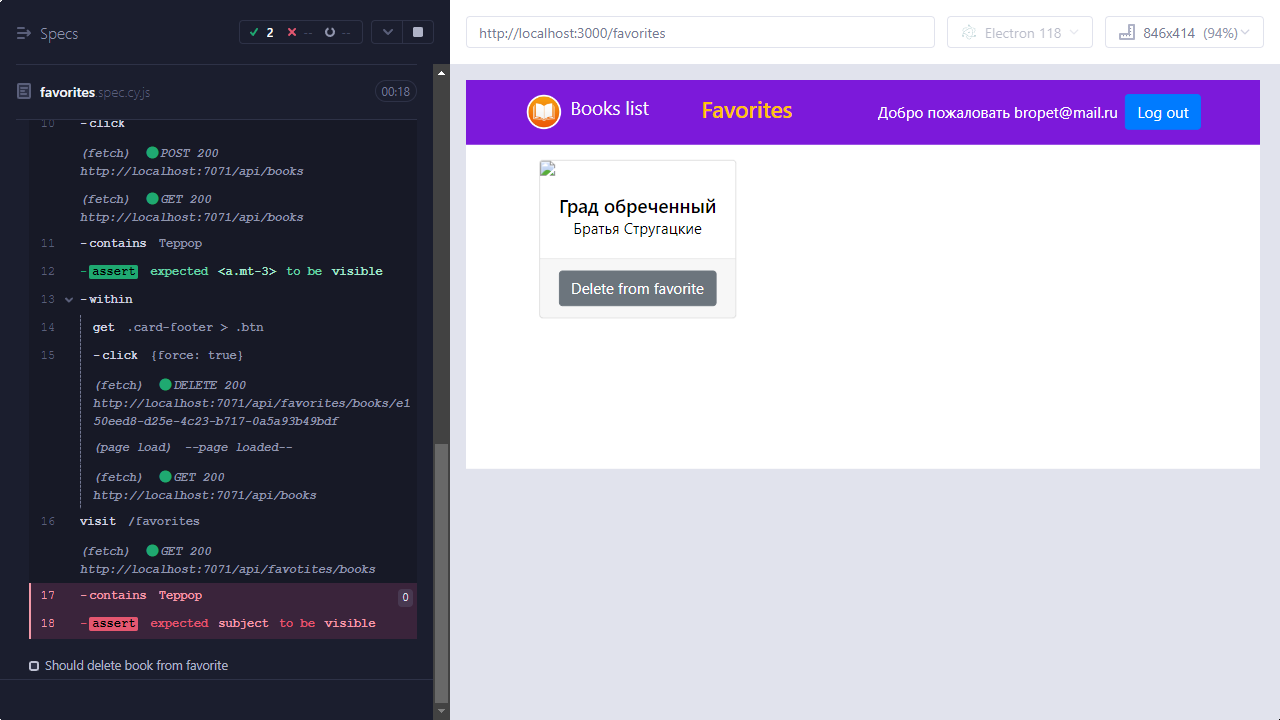 Specs
2 -- --
favorites.spec.cy.js 00:18
10 -click
(fetch) POST 200
http://localhost:7071/api/books
(fetch) GET 200
http://localhost:7071/api/books
11 -contains Террор
12 -assert expected <a.mt-3> to be visible
13 -within
14 get .card-footer > .btn
15 -click {force: true}
(fetch) DELETE 200
http://localhost:7071/api/favorites/books/e1
50eed8-d25e-4c23-b717-0a5a93b49bdf
(page load) --page loaded--
(fetch) GET 200
http://localhost:7071/api/books
16 visit /favorites
(fetch) GET 200
http://localhost:7071/api/favotites/books
17 -contains Террор 0
18 -assert expected subject to be visible
Should delete book from favorite
http://localhost:3000/favorites
Electron 118
846x414 (94%)
Books list
Favorites
Добро пожаловать bropet@mail.ru
Log out
Град обреченный
Братья Стругацкие
Delete from favorite